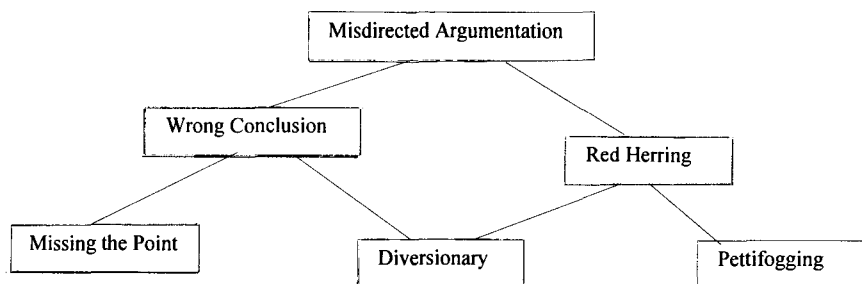 Misdirected Argumentation
Wrong Conclusion
Red Herring
Missing the Point
Diversionary
Pettifogging